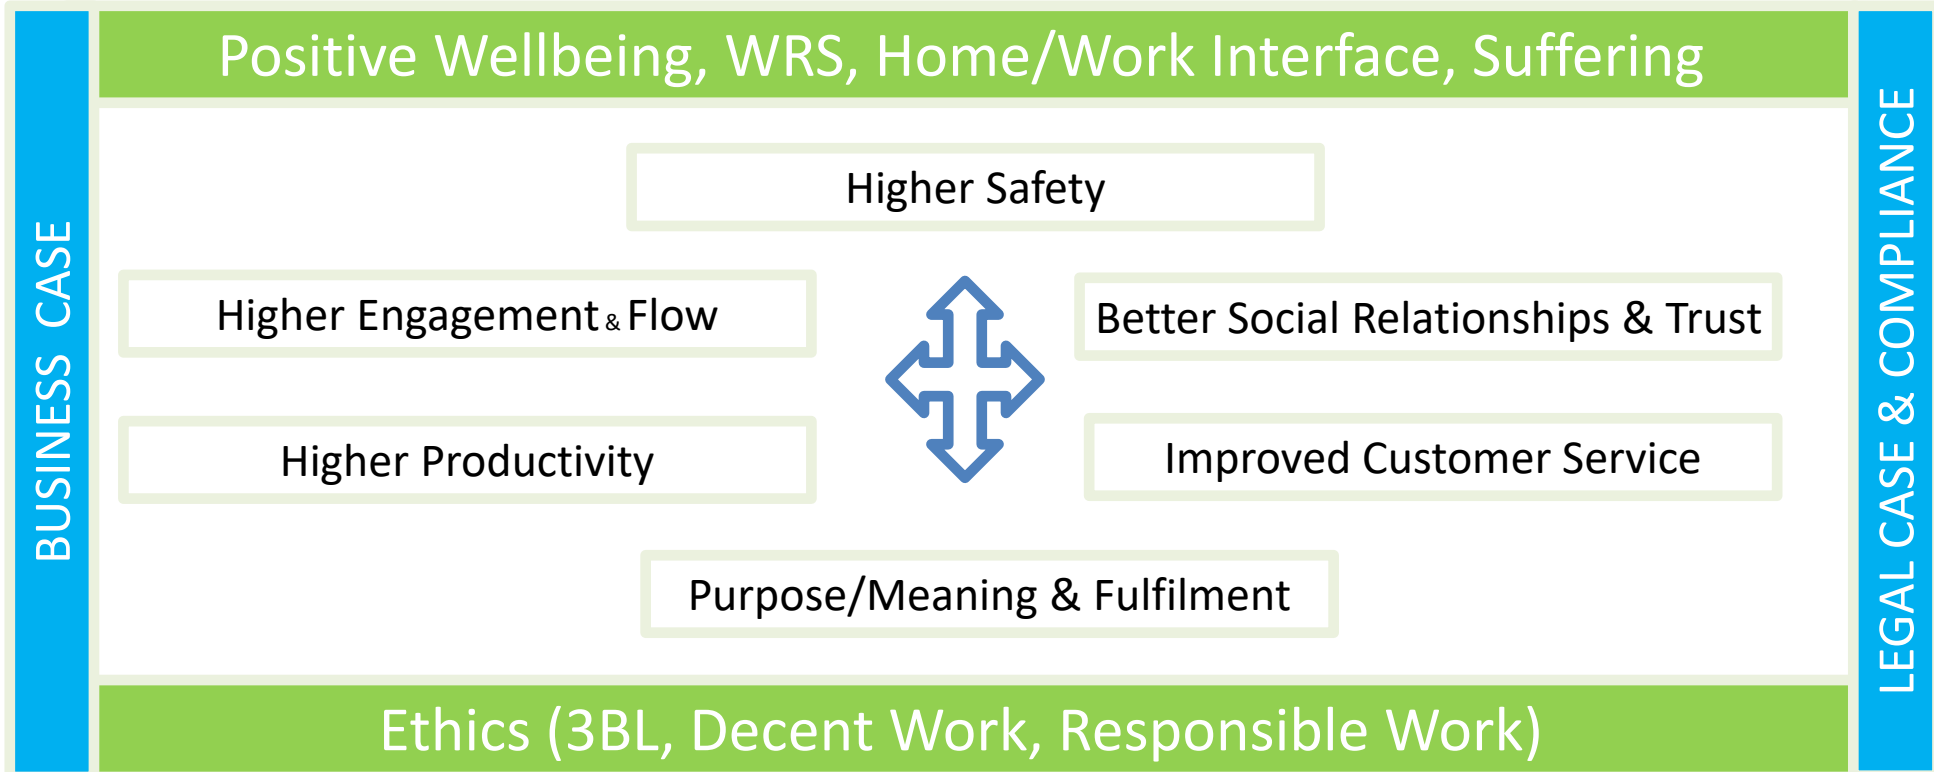 Positive Wellbeing, WRS, Home/Work Interface, Suffering
BUSINESS CASE
Higher Safety
Higher Engagement & Flow
Better Social Relationships & Trust
Higher Productivity
Improved Customer Service
Purpose/Meaning & Fulfilment
LEGAL CASE & COMPLIANCE
Ethics (3BL, Decent Work, Responsible Work)